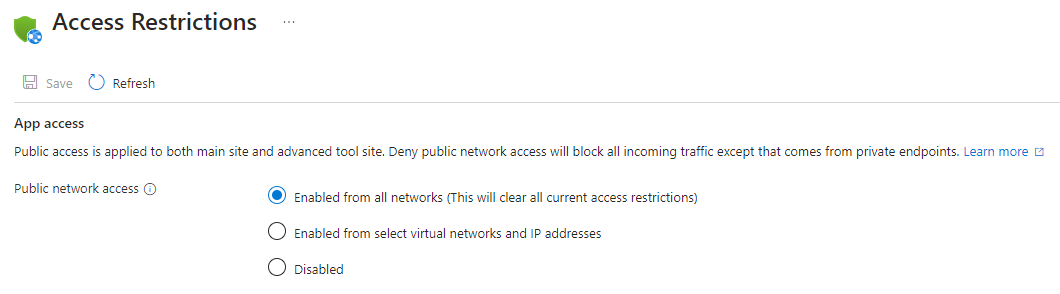 Access Restrictions ...
Save Refresh
App access
Public access is applied to both main site and advanced tool site. Deny public network access will block all incoming traffic except that comes from private endpoints. Learn more
Public network access
Enabled from all networks (This will clear all current access restrictions)
Enabled from select virtual networks and IP addresses
Disabled